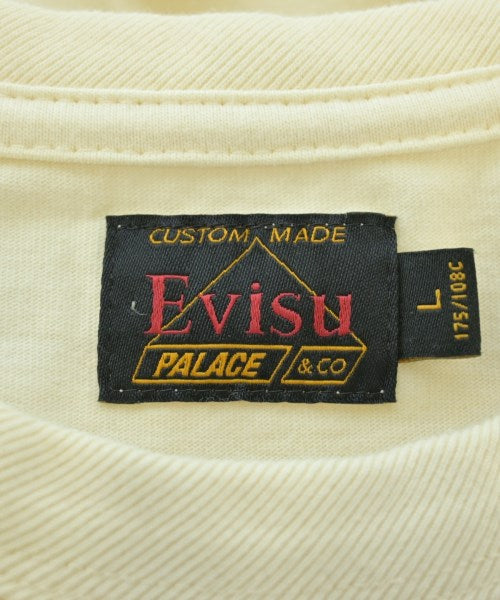 CUSTOM MADE
Evisu
PALACE & CO
L
175/108C